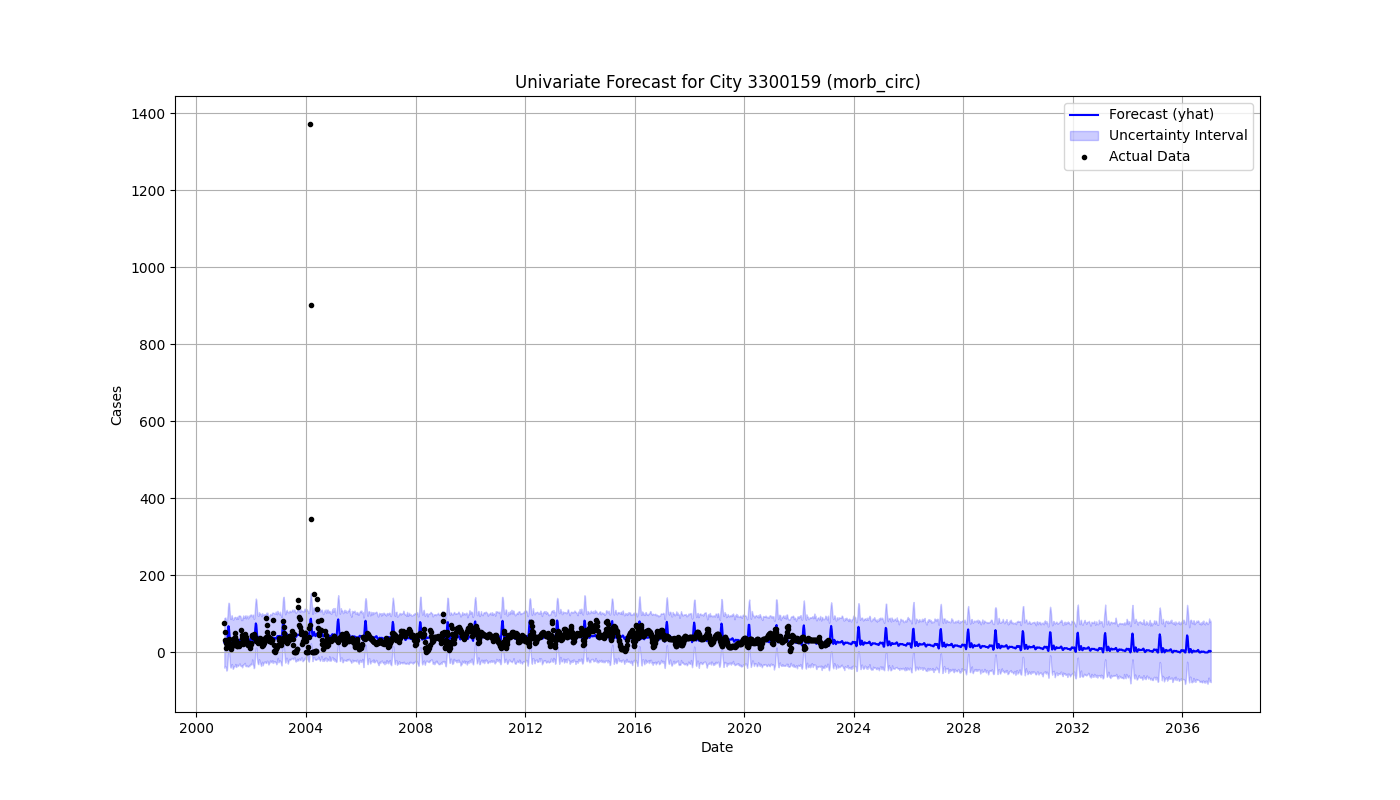 Univariate Forecast for City 3300159 (morb_circ)
Forecast (yhat)
Uncertainty Interval
Actual Data
1400
1200
1000
800
600
400
200
0
Cases
2000 2004 2008 2012 2016 2020 2024 2028 2032 2036
Date